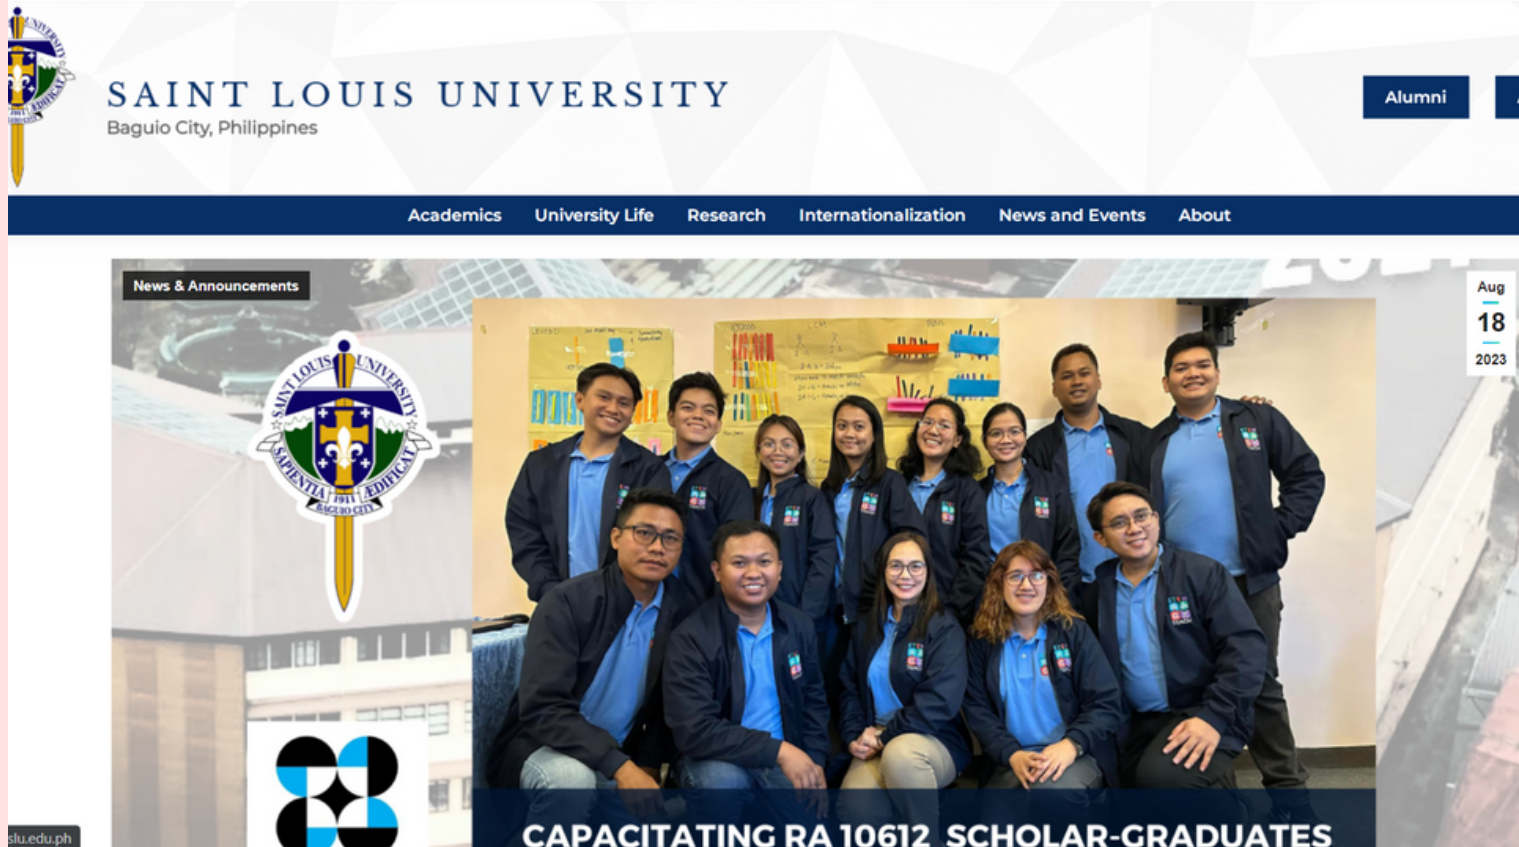 SAINT LOUIS UNIVERSITY
Baguio City, Philippines
Alumni
Academics University Life Research Internationalization News and Events About
News & Announcements
Aug
18
2023
SAINT LOUIS UNIVERSITY
SAPIENTIA ÆDIFICAT
1911
BAGUIO CITY
LCM
CAPACITATING RA 10612 SCHOLAR-GRADUATES
slu.edu.ph